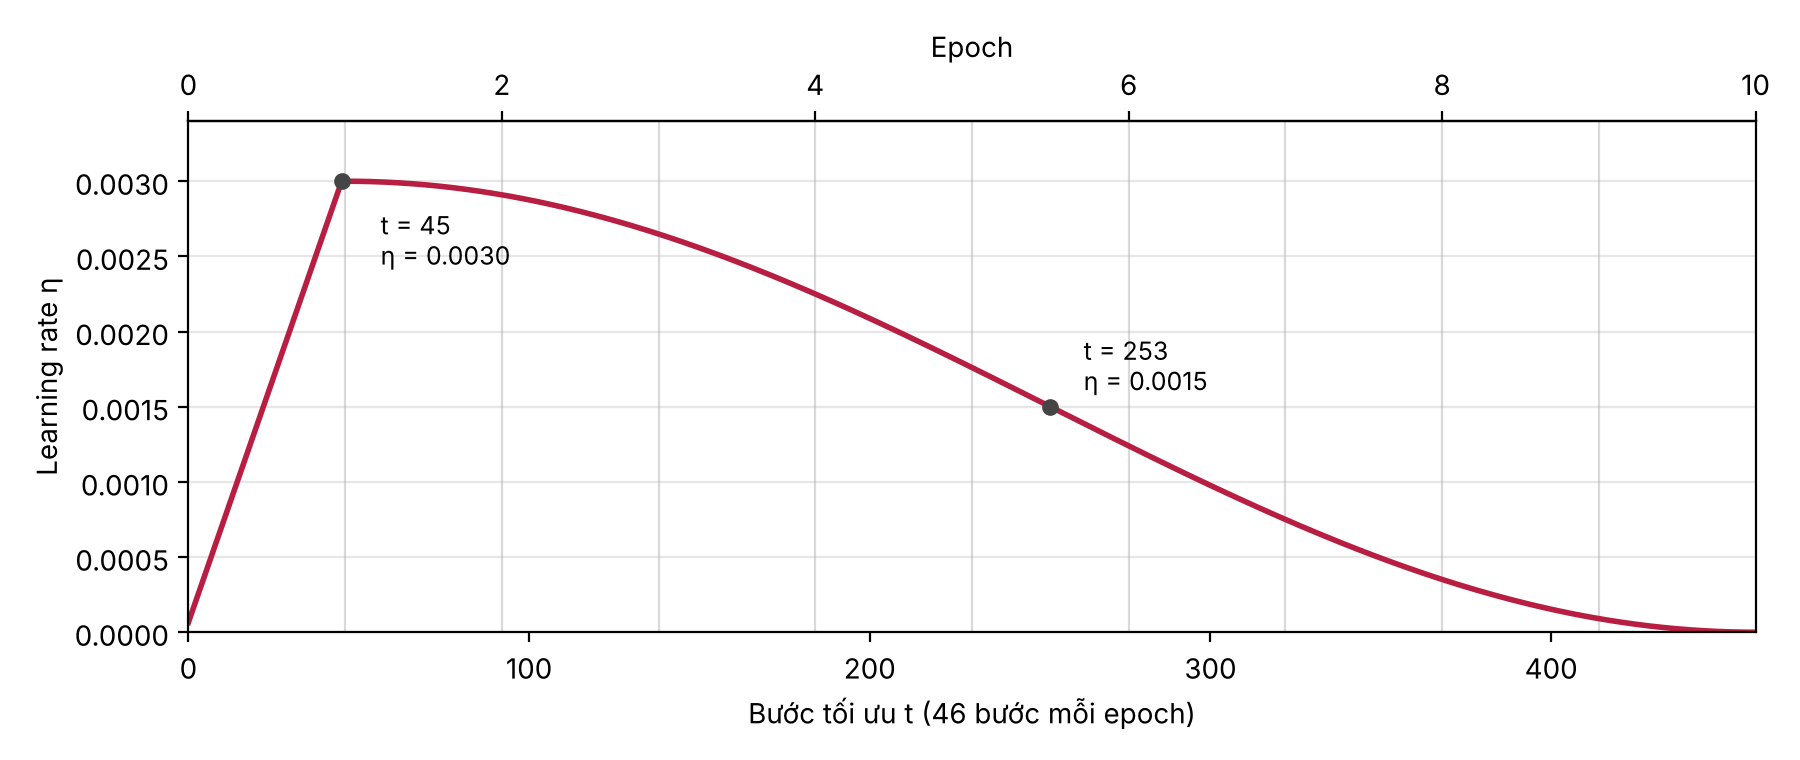 Epoch
0 2 4 6 8 10
0.0030
0.0025
0.0020
0.0015
0.0010
0.0005
0.0000
Learning rate η
t = 45
η = 0.0030
t = 253
η = 0.0015
0 100 200 300 400
Bước tối ưu t (46 bước mỗi epoch)